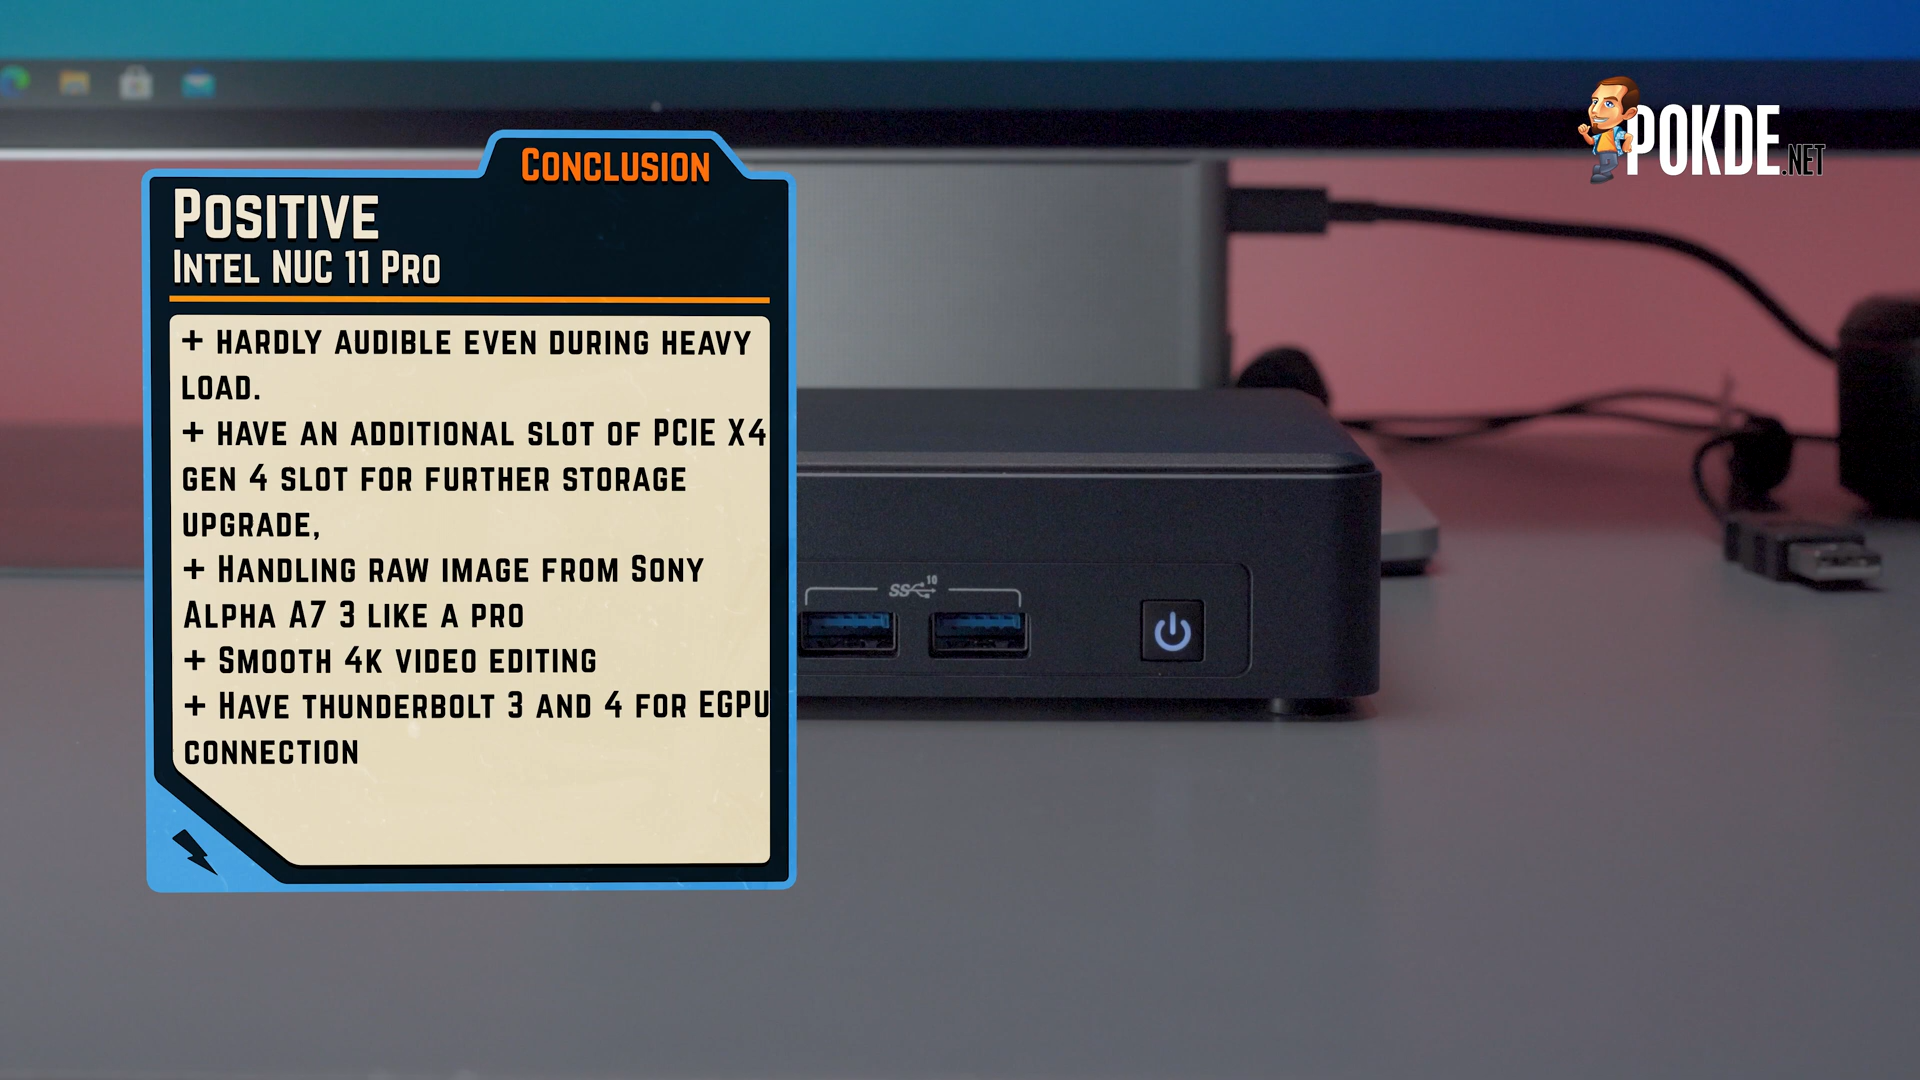 POKDE.NET
CONCLUSION
POSITIVE
INTEL NUC 11 PRO
+ HARDLY AUDIBLE EVEN DURING HEAVY
LOAD.
+ HAVE AN ADDITIONAL SLOT OF PCIE X4
GEN 4 SLOT FOR FURTHER STORAGE
UPGRADE,
+ HANDLING RAW IMAGE FROM SONY
ALPHA A7 3 LIKE A PRO
+ SMOOTH 4K VIDEO EDITING
+ HAVE THUNDERBOLT 3 AND 4 FOR EGPU
CONNECTION
SS 10